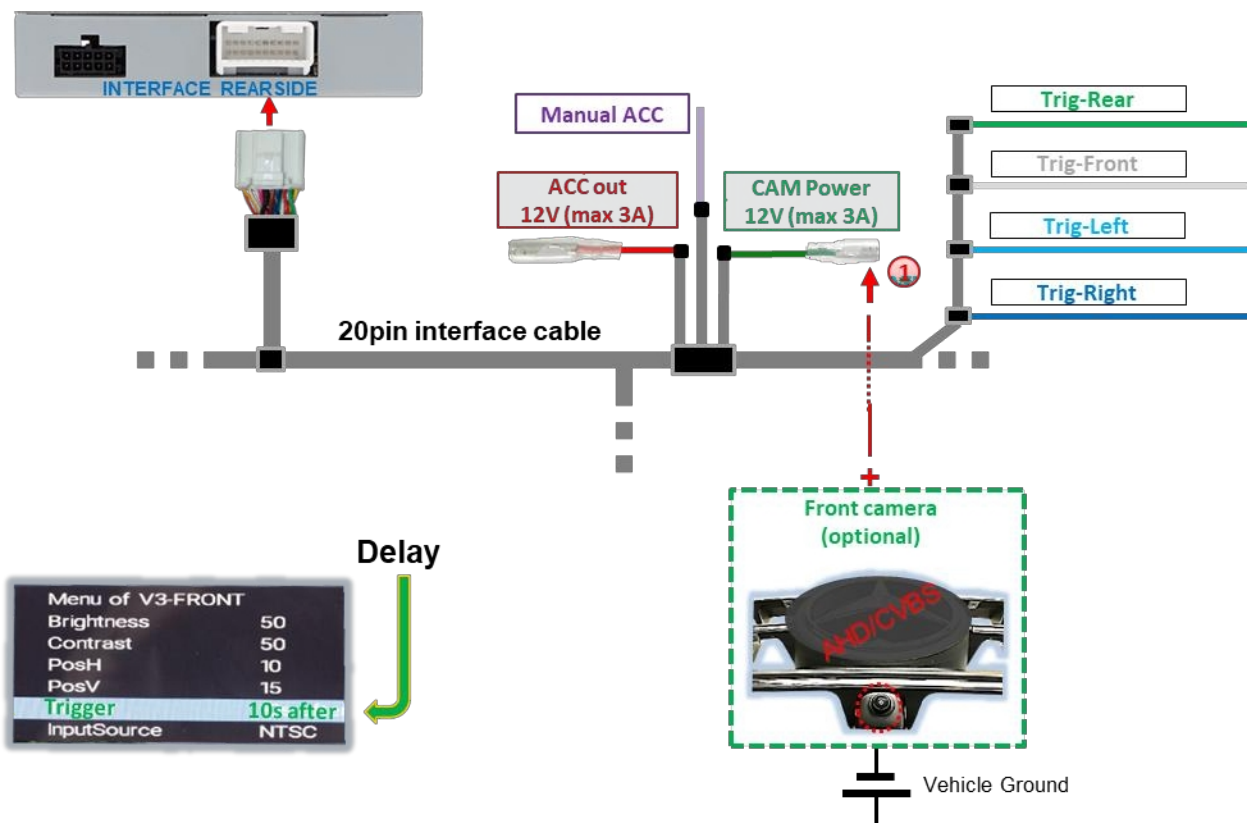 INTERFACE REARSIDE
Manual ACC
ACC out
12V (max 3A)
CAM Power
12V (max 3A)
1
Trig-Rear
Trig-Front
Trig-Left
Trig-Right
20pin interface cable
+
Front camera
(optional)
AHD/CVBS
Vehicle Ground
Delay
Menu of V3-FRONT
Brightness 50
Contrast 50
PosH 10
PosV 15
Trigger 10s after
InputSource NTSC